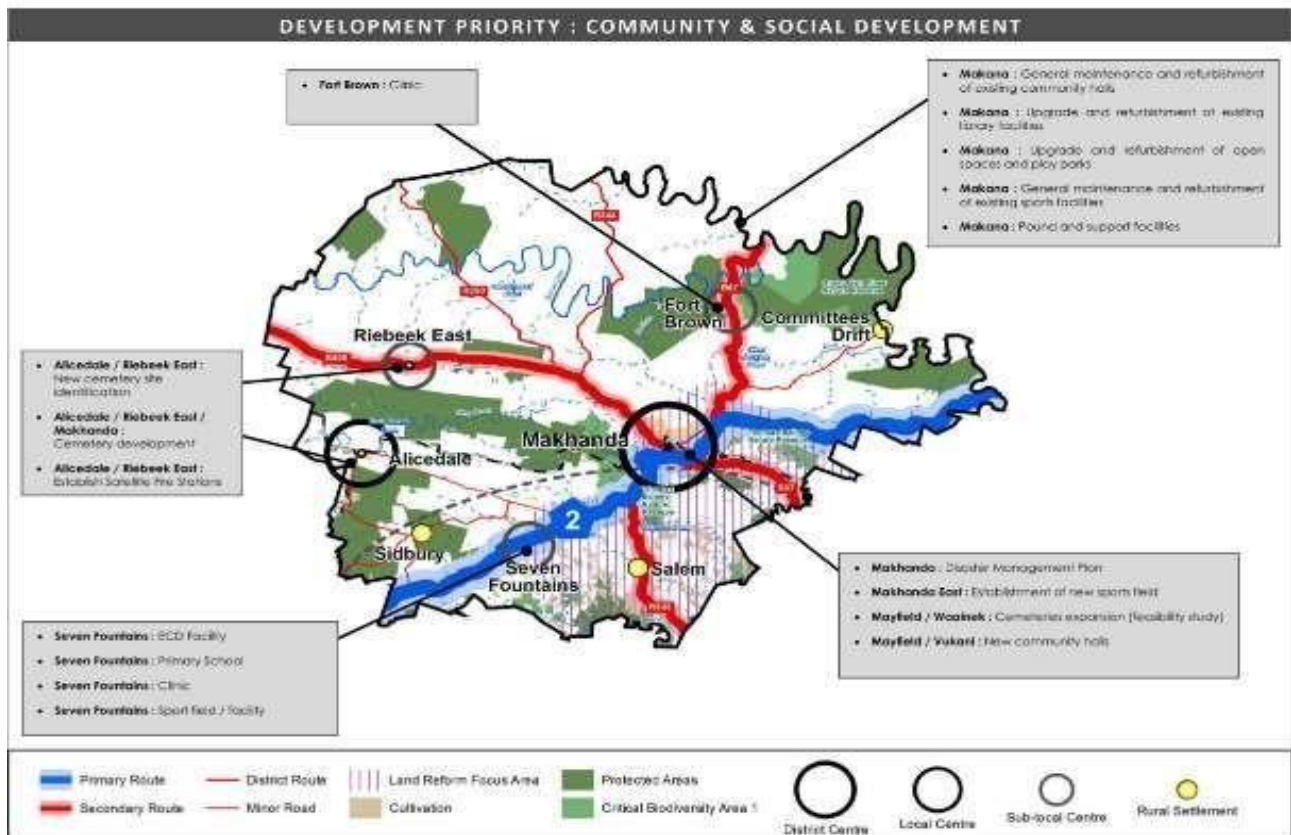 DEVELOPMENT PRIORITY : COMMUNITY & SOCIAL DEVELOPMENT
• Fort Brown : Clinic
• Makana : General maintenance and refurbishment
of existing community halls
• Makana : Upgrade and refurbishment of existing
library facilities
• Makana : Upgrade and refurbishment of open
spaces and play parks
• Makana : General maintenance and refurbishment
of existing sports facilities
• Makana : Pound and support facilities
Fort
Brown
Committees
Drift
Riebeek East
• Alicedale / Riebeek East :
New cemetery site
identification
• Alicedale / Riebeek East /
Makhanda :
Cemetery development
• Alicedale / Riebeek East :
Establish Satellite Fire Stations
Makhanda
Alicedale
R67
2
Sidbury
Seven
Fountains
Salem
• Makhanda : Disaster Management Plan
• Makhanda East : Establishment of new sports field
• Mayfield / Waainek : Cemeteries expansion (feasibility study)
• Mayfield / Vukani : New community halls
• Seven Fountains : ECD Facility
• Seven Fountains : Primary School
• Seven Fountains : Clinic
• Seven Fountains : Sport field / facility
Primary Route
District Route
Land Reform Focus Area
Protected Areas
Secondary Route
Minor Road
Cultivation
Critical Biodiversity Area 1
District Centre
Local Centre
Sub-local Centre
Rural Settlement